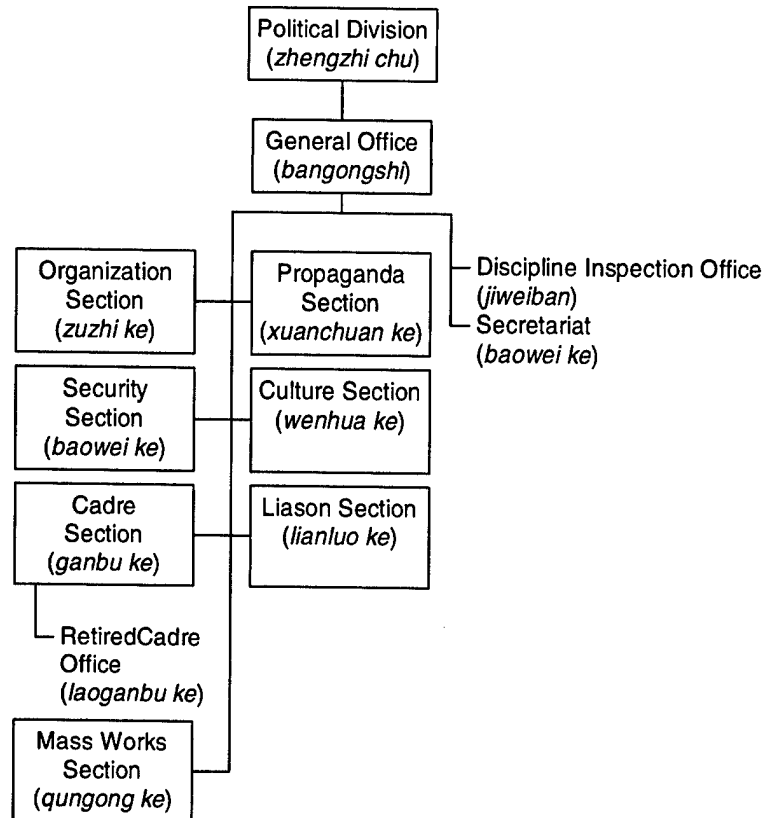 Political Division
(zhengzhi chu)
General Office
(bangongshi)
Organization
Section
(zuzhi ke)
Propaganda
Section
(xuanchuan ke)
Discipline Inspection Office
(jiweiban)
Secretariat
(baowei ke)
Security
Section
(baowei ke)
Culture Section
(wenhua ke)
Cadre
Section
(ganbu ke)
Liason Section
(lianluo ke)
RetiredCadre
Office
(laoganbu ke)
Mass Works
Section
(qungong ke)